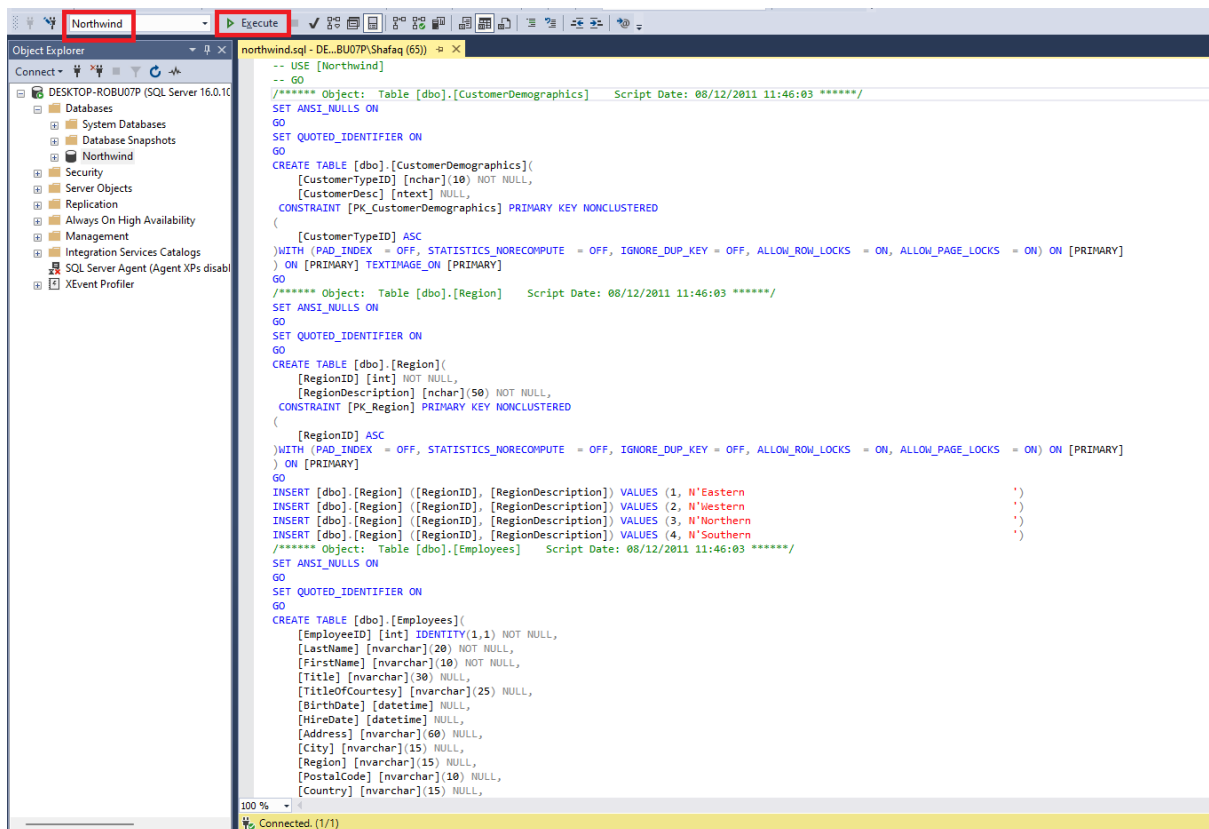 Northwind
Execute
Object Explorer
northwind.sql - DE...BU07P\Shafaq (65))
Connect
DESKTOP-ROBU07P (SQL Server 16.0.10
Databases
System Databases
Database Snapshots
Northwind
Security
Server Objects
Replication
Always On High Availability
Management
Integration Services Catalogs
SQL Server Agent (Agent XPs disabl
XEvent Profiler
-- USE [Northwind]
-- GO
/****** Object:  Table [dbo].[CustomerDemographics]    Script Date: 08/12/2011 11:46:03 ******/
SET ANSI_NULLS ON
GO
SET QUOTED_IDENTIFIER ON
GO
CREATE TABLE [dbo].[CustomerDemographics](
[CustomerTypeID] [nchar](10) NOT NULL,
[CustomerDesc] [ntext] NULL,
CONSTRAINT [PK_CustomerDemographics] PRIMARY KEY NONCLUSTERED
(
[CustomerTypeID] ASC
)WITH (PAD_INDEX  = OFF, STATISTICS_NORECOMPUTE  = OFF, IGNORE_DUP_KEY = OFF, ALLOW_ROW_LOCKS  = ON, ALLOW_PAGE_LOCKS  = ON) ON [PRIMARY]
) ON [PRIMARY] TEXTIMAGE_ON [PRIMARY]
GO
/****** Object:  Table [dbo].[Region]    Script Date: 08/12/2011 11:46:03 ******/
SET ANSI_NULLS ON
GO
SET QUOTED_IDENTIFIER ON
GO
CREATE TABLE [dbo].[Region](
[RegionID] [int] NOT NULL,
[RegionDescription] [nchar](50) NOT NULL,
CONSTRAINT [PK_Region] PRIMARY KEY NONCLUSTERED
(
[RegionID] ASC
)WITH (PAD_INDEX  = OFF, STATISTICS_NORECOMPUTE  = OFF, IGNORE_DUP_KEY = OFF, ALLOW_ROW_LOCKS  = ON, ALLOW_PAGE_LOCKS  = ON) ON [PRIMARY]
) ON [PRIMARY]
GO
INSERT [dbo].[Region] ([RegionID], [RegionDescription]) VALUES (1, N'Eastern                                           ')
INSERT [dbo].[Region] ([RegionID], [RegionDescription]) VALUES (2, N'Western                                           ')
INSERT [dbo].[Region] ([RegionID], [RegionDescription]) VALUES (3, N'Northern                                          ')
INSERT [dbo].[Region] ([RegionID], [RegionDescription]) VALUES (4, N'Southern                                          ')
/****** Object:  Table [dbo].[Employees]    Script Date: 08/12/2011 11:46:03 ******/
SET ANSI_NULLS ON
GO
SET QUOTED_IDENTIFIER ON
GO
CREATE TABLE [dbo].[Employees](
[EmployeeID] [int] IDENTITY(1,1) NOT NULL,
[LastName] [nvarchar](20) NOT NULL,
[FirstName] [nvarchar](10) NOT NULL,
[Title] [nvarchar](30) NULL,
[TitleOfCourtesy] [nvarchar](25) NULL,
[BirthDate] [datetime] NULL,
[HireDate] [datetime] NULL,
[Address] [nvarchar](60) NULL,
[City] [nvarchar](15) NULL,
[Region] [nvarchar](15) NULL,
[PostalCode] [nvarchar](10) NULL,
[Country] [nvarchar](15) NULL,
100 %
Connected. (1/1)